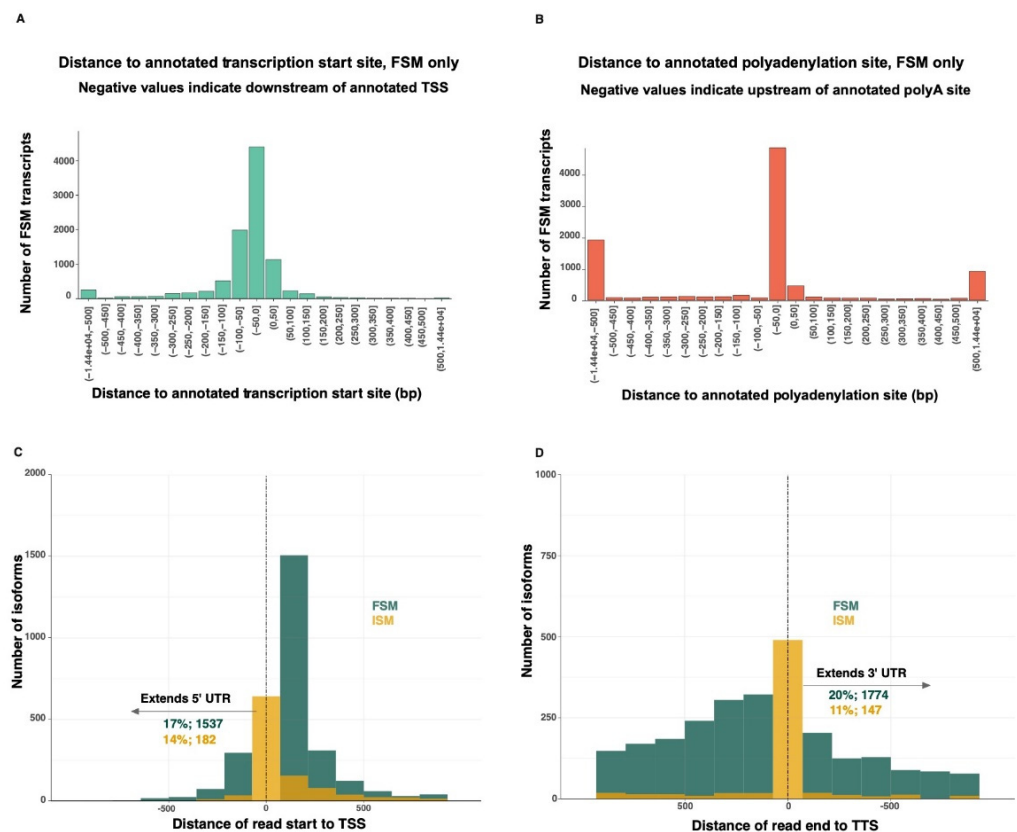 A
Distance to annotated transcription start site, FSM only
Negative values indicate downstream of annotated TSS
Number of FSM transcripts
4000
3000
2000
1000
0
(−1.44e+04,−500]
(−500,−450]
(−450,−400]
(−400,−350]
(−350,−300]
(−300,−250]
(−250,−200]
(−200,−150]
(−150,−100]
(−100,−50]
(−50,0]
(0,50]
(50,100]
(100,150]
(150,200]
(200,250]
(250,300]
(300,350]
(350,400]
(400,450]
(450,500]
(500,1.44e+04]
Distance to annotated transcription start site (bp)
B
Distance to annotated polyadenylation site, FSM only
Negative values indicate upstream of annotated polyA site
Number of FSM transcripts
4000
3000
2000
1000
0
(−1.44e+04,−500]
(−500,−450]
(−450,−400]
(−400,−350]
(−350,−300]
(−300,−250]
(−250,−200]
(−200,−150]
(−150,−100]
(−100,−50]
(−50,0]
(0,50]
(50,100]
(100,150]
(150,200]
(200,250]
(250,300]
(300,350]
(350,400]
(400,450]
(450,500]
(500,1.44e+04]
Distance to annotated polyadenylation site (bp)
C
Number of isoforms
2000
1500
1000
500
0
FSM
ISM
Extends 5' UTR
17%; 1537
14%; 182
-500
0
500
Distance of read start to TSS
D
Number of isoforms
1000
750
500
250
0
FSM
ISM
Extends 3' UTR
20%; 1774
11%; 147
500
0
-500
Distance of read end to TTS